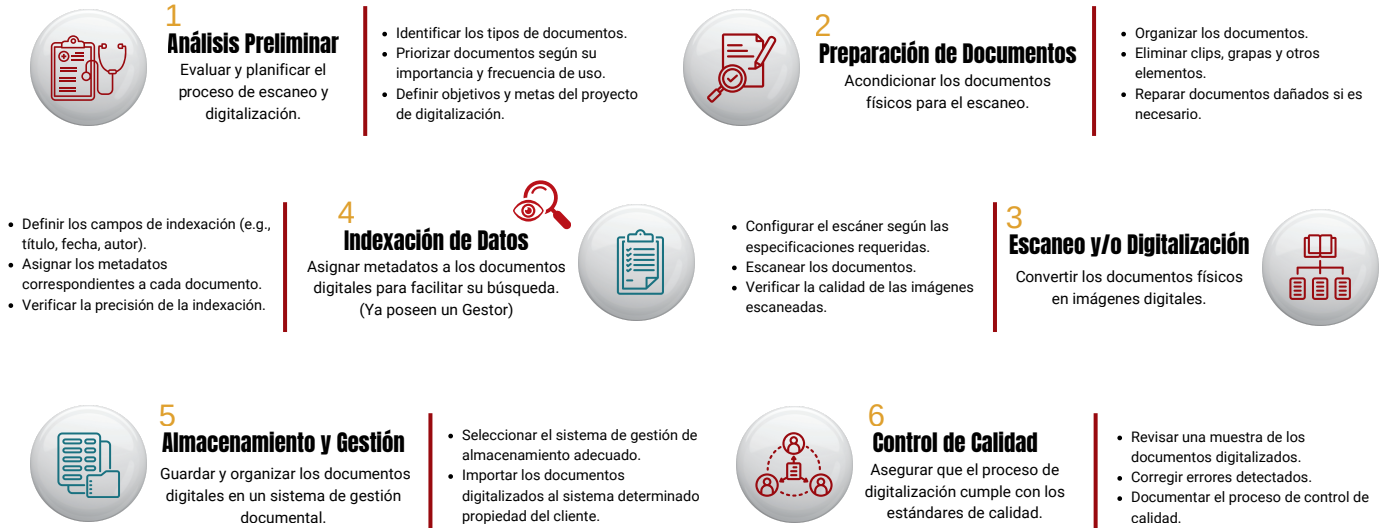 1
Análisis Preliminar
Evaluar y planificar el
proceso de escaneo y
digitalización.
• Identificar los tipos de documentos.
• Priorizar documentos según su
importancia y frecuencia de uso.
• Definir objetivos y metas del proyecto
de digitalización.
2
Preparación de Documentos
Acondicionar los documentos
físicos para el escaneo.
• Organizar los documentos.
• Eliminar clips, grapas y otros
elementos.
• Reparar documentos dañados si es
necesario.
3
Escaneo y/o Digitalización
Convertir los documentos físicos
en imágenes digitales.
• Configurar el escáner según las
especificaciones requeridas.
• Escanear los documentos.
• Verificar la calidad de las imágenes
escaneadas.
4
Indexación de Datos
Asignar metadatos a los documentos
digitales para facilitar su búsqueda.
(Ya poseen un Gestor)
• Definir los campos de indexación (e.g.,
título, fecha, autor).
• Asignar los metadatos
correspondientes a cada documento.
• Verificar la precisión de la indexación.
5
Almacenamiento y Gestión
Guardar y organizar los documentos
digitales en un sistema de gestión
documental.
• Seleccionar el sistema de gestión de
almacenamiento adecuado.
• Importar los documentos
digitalizados al sistema determinado
propiedad del cliente.
6
Control de Calidad
Asegurar que el proceso de
digitalización cumple con los
estándares de calidad.
• Revisar una muestra de los
documentos digitalizados.
• Corregir errores detectados.
• Documentar el proceso de control de
calidad.